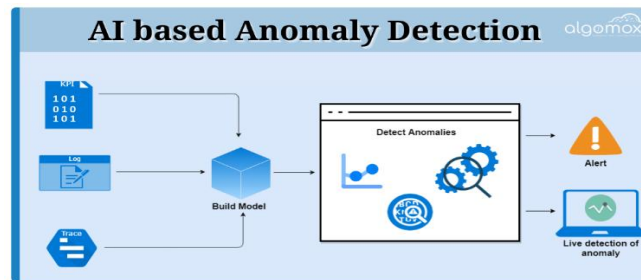 AI based Anomaly Detection
algomox
KPI
101
010
101
Log
Trace
Build Model
Detect Anomalies
Alert
Live detection of
anomaly